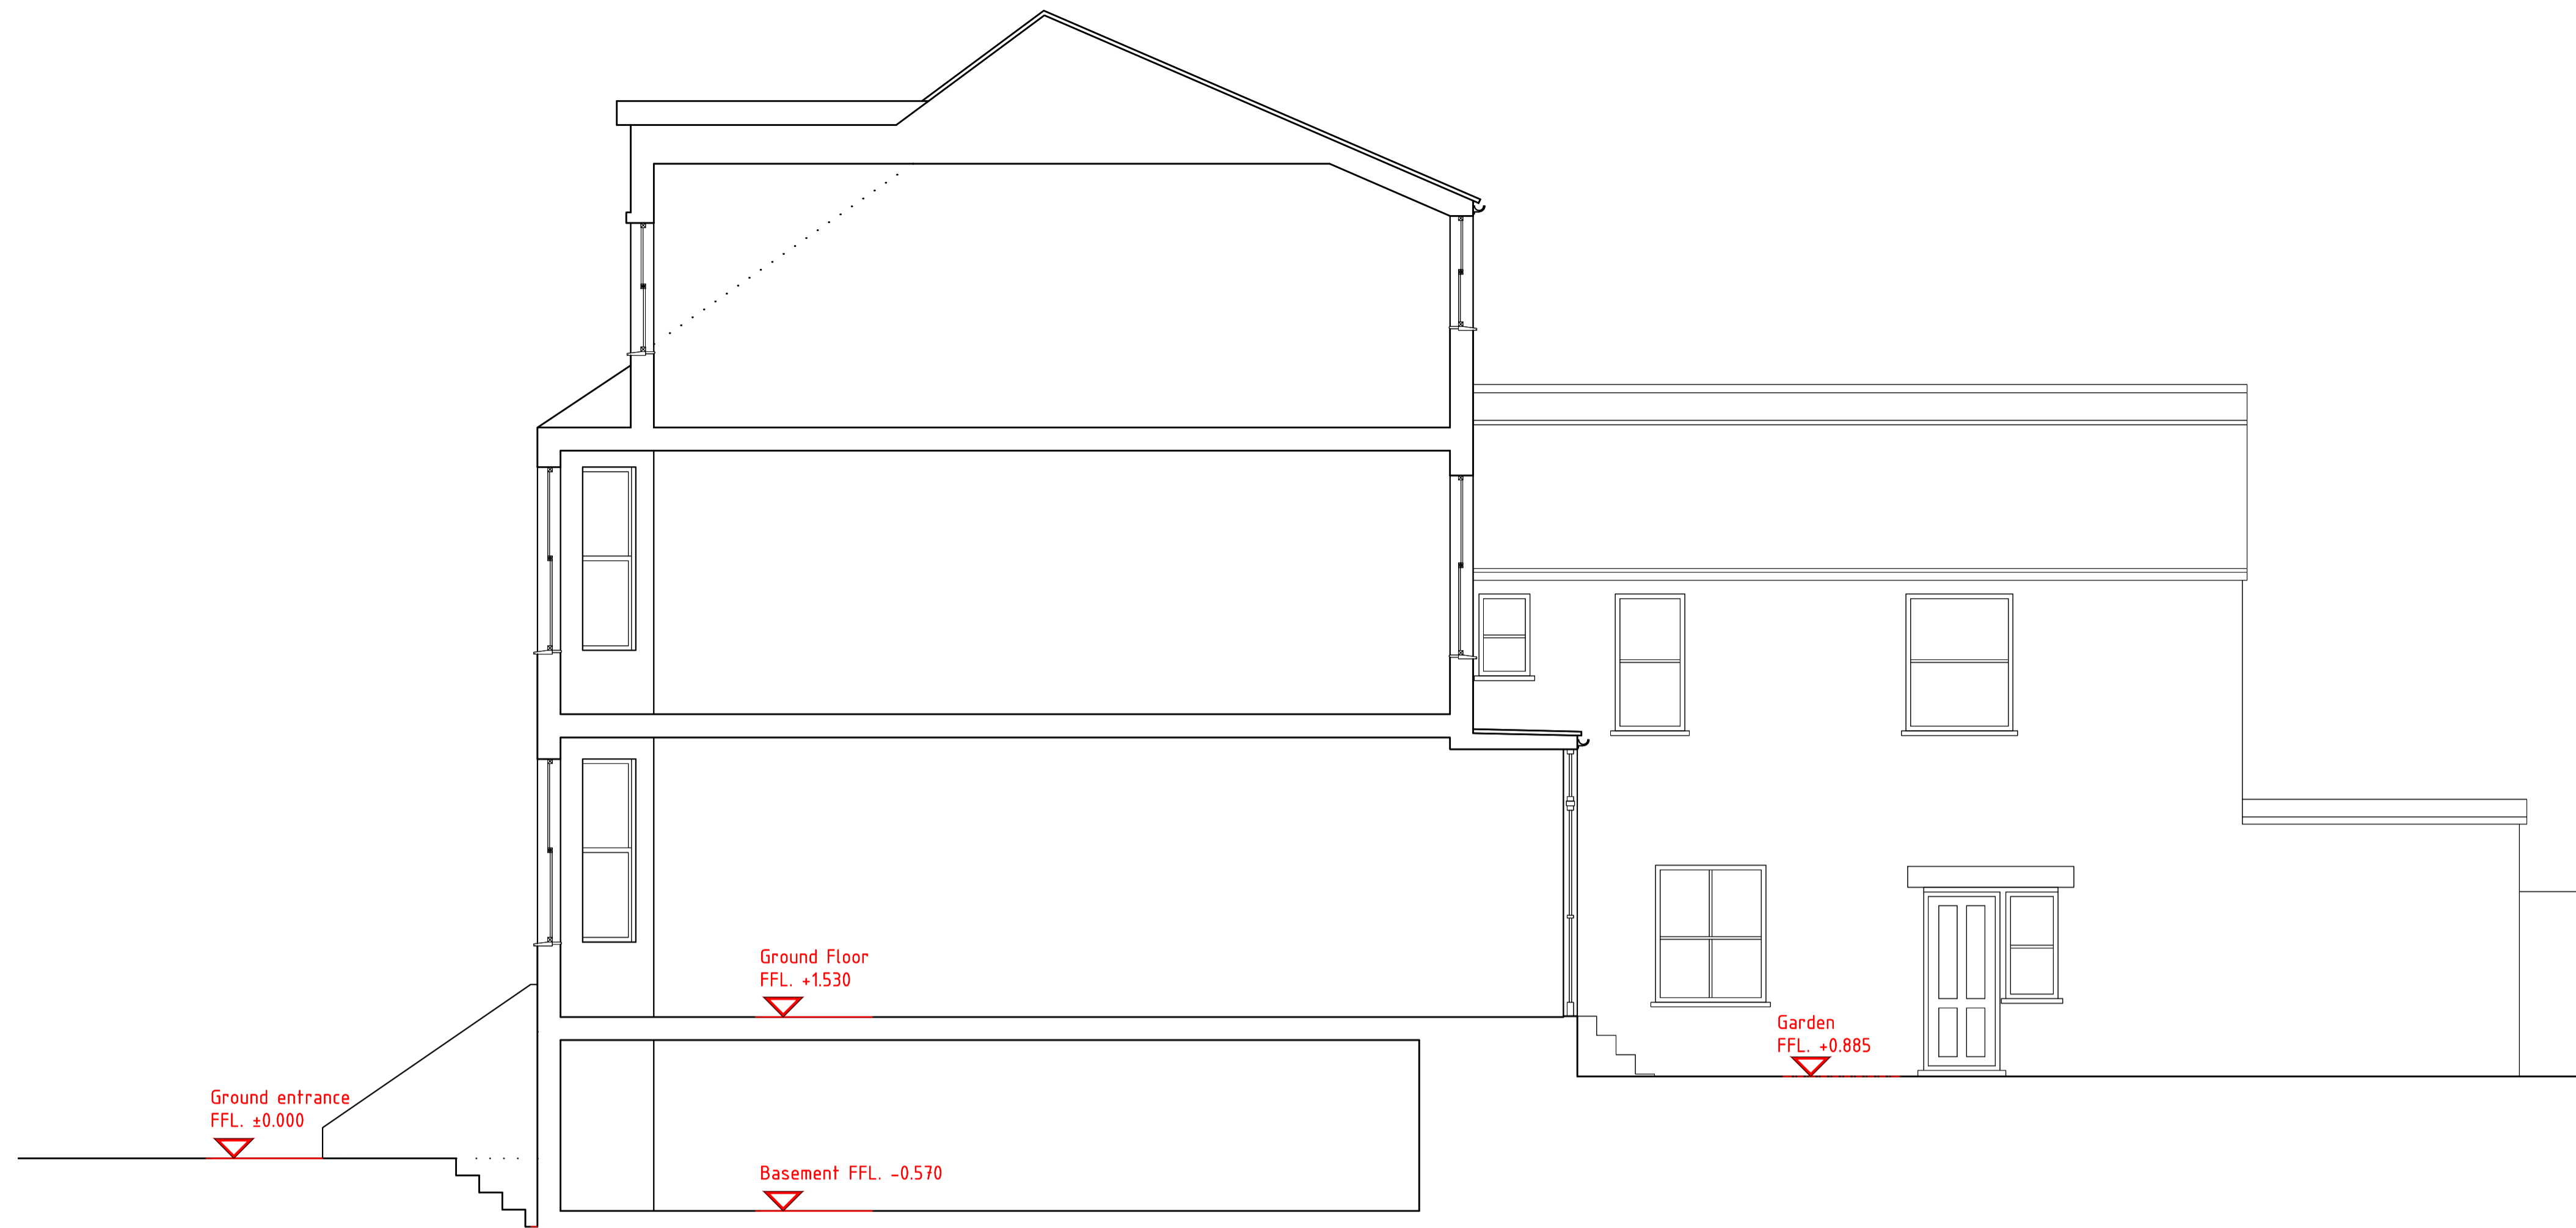 Ground Floor
FFL. +1.530
Garden
FFL. +0.885
Ground entrance
FFL. ±0.000
Basement FFL. -0.570